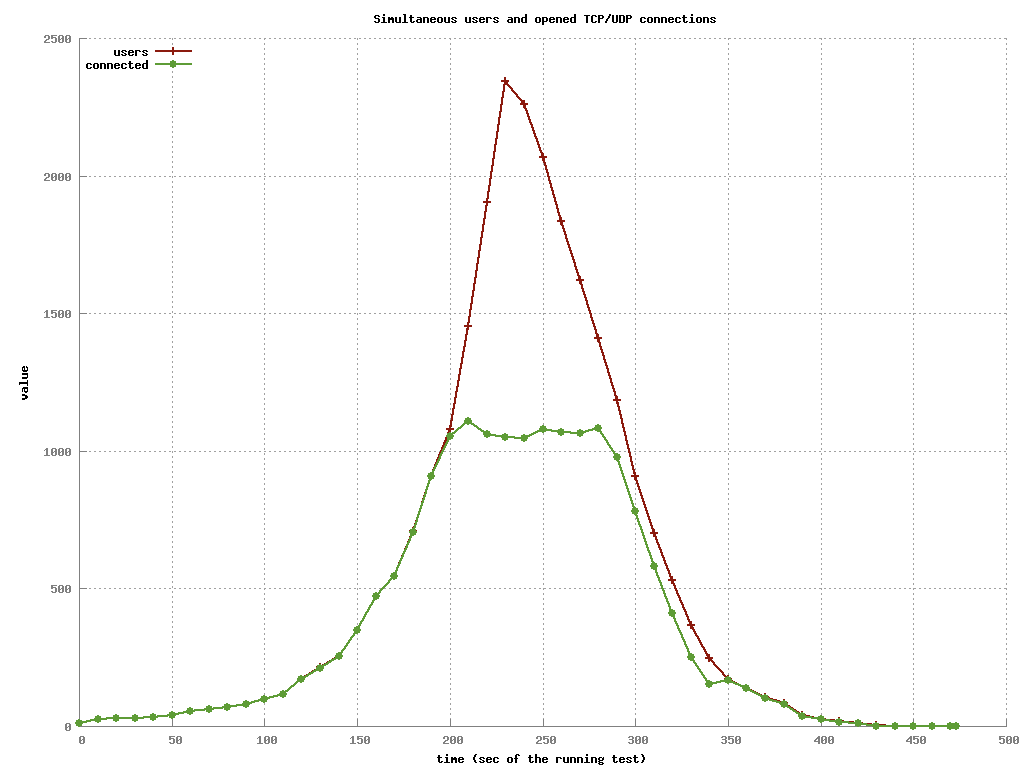 Simultaneous users and opened TCP/UDP connections
2500
users
connected
2000
1500
value
1000
500
0
0 50 100 150 200 250 300 350 400 450 500
time (sec of the running test)